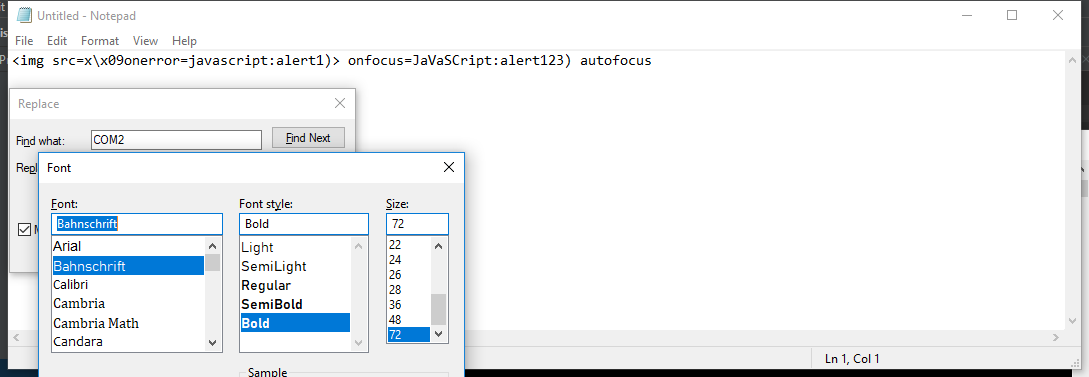 Untitled - Notepad
File Edit Format View Help
<img src=x\x09onerror=javascript:alert1)> onfocus=JaVaSCript:alert123) autofocus
Replace
Find what: COM2 Find Next
Font
Font: Font style: Size:
Bahnschrift Bold 72
Arial
Bahnschrift
Calibri
Cambria
Cambria Math
Candara
Light
SemiLight
Regular
SemiBold
Bold
22
24
26
28
36
48
72
Sample
Ln 1, Col 1